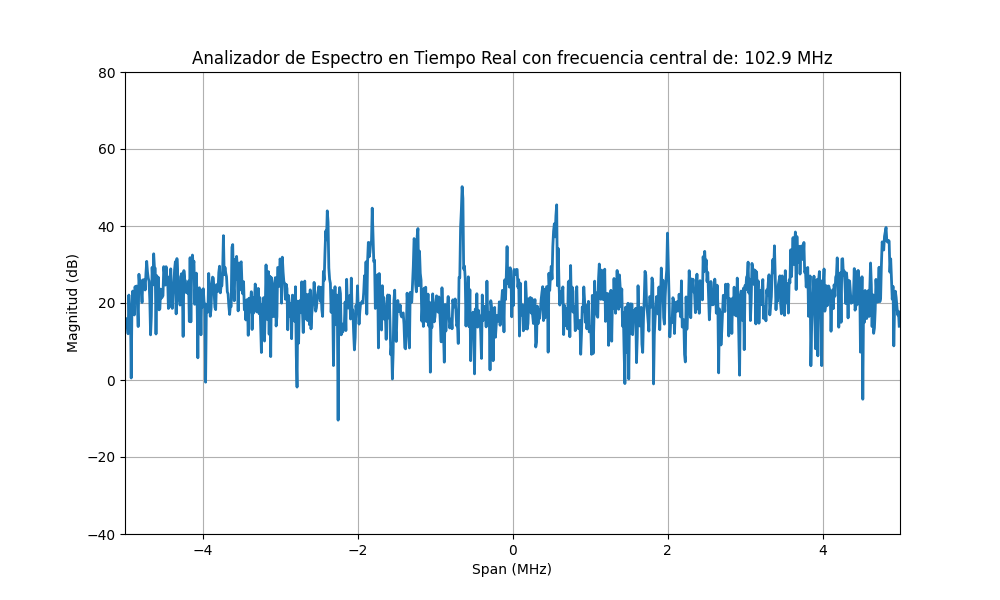 Analizador de Espectro en Tiempo Real con frecuencia central de: 102.9 MHz
80
60
40
20
0
−20
−40
Magnitud (dB)
−4 −2 0 2 4
Span (MHz)